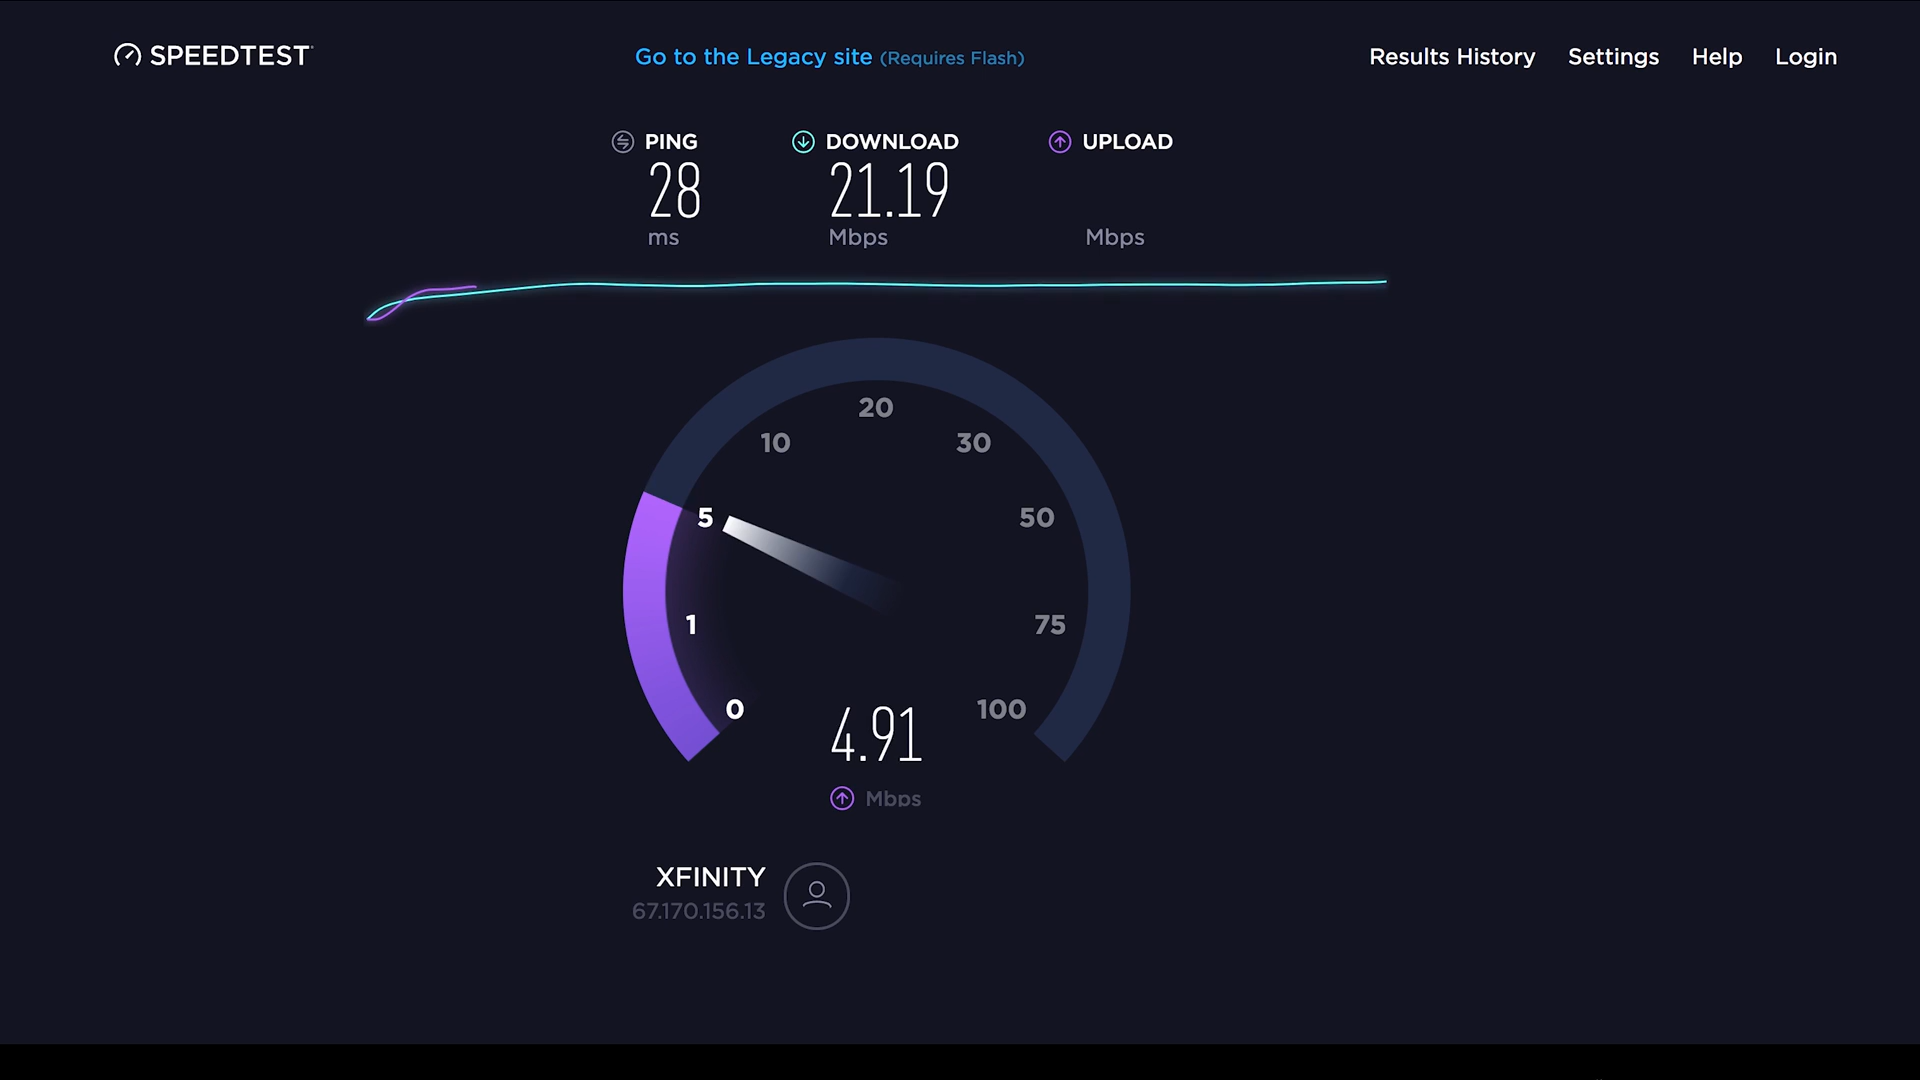 SPEEDTEST
Go to the Legacy site (Requires Flash)
Results History Settings Help Login
PING DOWNLOAD UPLOAD
28 21.19
ms Mbps Mbps
20
10 30
5 50
1 75
0 100
4.91
Mbps
XFINITY
67.170.156.13